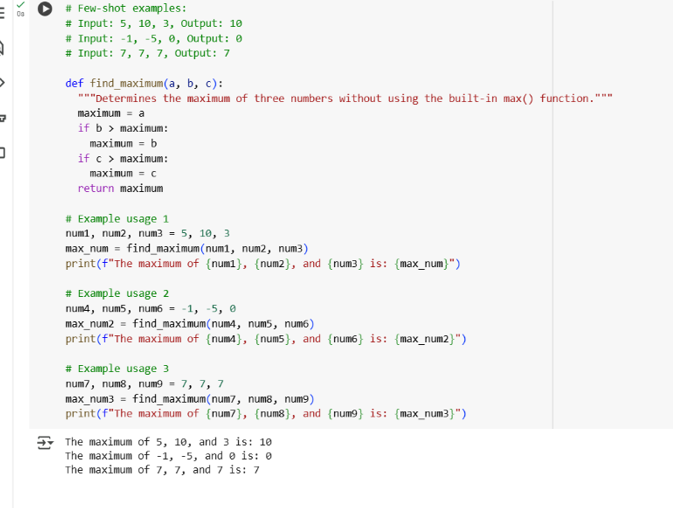 # Few-shot examples:
0s
# Input: 5, 10, 3, Output: 10
# Input: -1, -5, 0, Output: 0
# Input: 7, 7, 7, Output: 7
def find_maximum(a, b, c):
"""Determines the maximum of three numbers without using the built-in max() function."""
maximum = a
if b > maximum:
maximum = b
if c > maximum:
maximum = c
return maximum
# Example usage 1
num1, num2, num3 = 5, 10, 3
max_num = find_maximum(num1, num2, num3)
print(f"The maximum of {num1}, {num2}, and {num3} is: {max_num}")
# Example usage 2
num4, num5, num6 = -1, -5, 0
max_num2 = find_maximum(num4, num5, num6)
print(f"The maximum of {num4}, {num5}, and {num6} is: {max_num2}")
# Example usage 3
num7, num8, num9 = 7, 7, 7
max_num3 = find_maximum(num7, num8, num9)
print(f"The maximum of {num7}, {num8}, and {num9} is: {max_num3}")
The maximum of 5, 10, and 3 is: 10
The maximum of -1, -5, and 0 is: 0
The maximum of 7, 7, and 7 is: 7